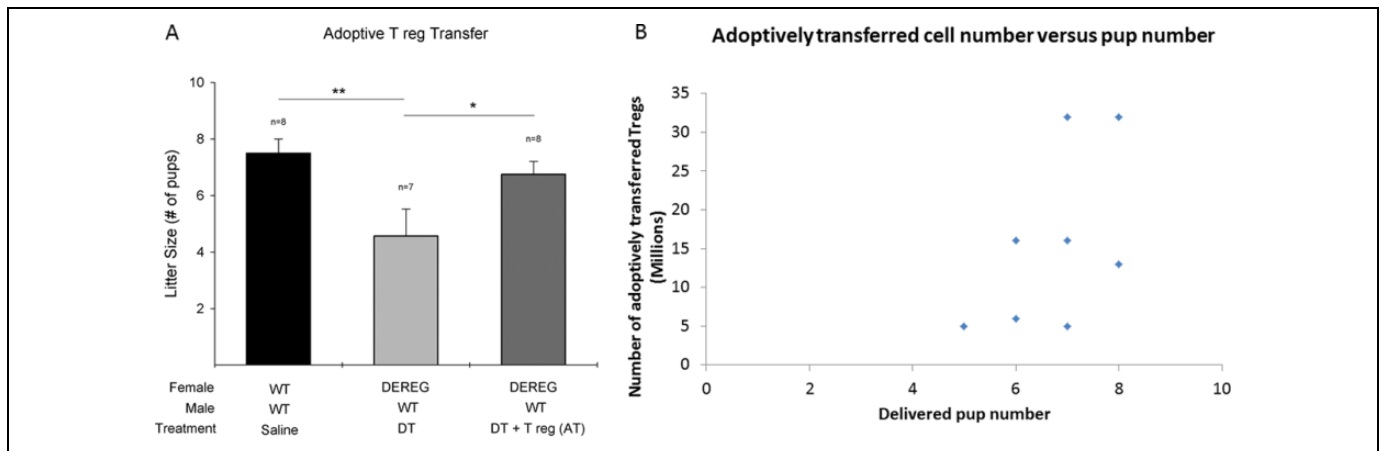 A
Adoptive T reg Transfer
Litter Size (# of pups)
10
8
6
4
2
n=8
**
n=7
*
n=8
Female WT DEREG DEREG
Male WT WT WT
Treatment Saline DT DT + T reg (AT)
B
Adoptively transferred cell number versus pup number
Number of adoptively transferred Tregs
(Millions)
35
30
25
20
15
10
5
0
0 2 4 6 8 10
Delivered pup number